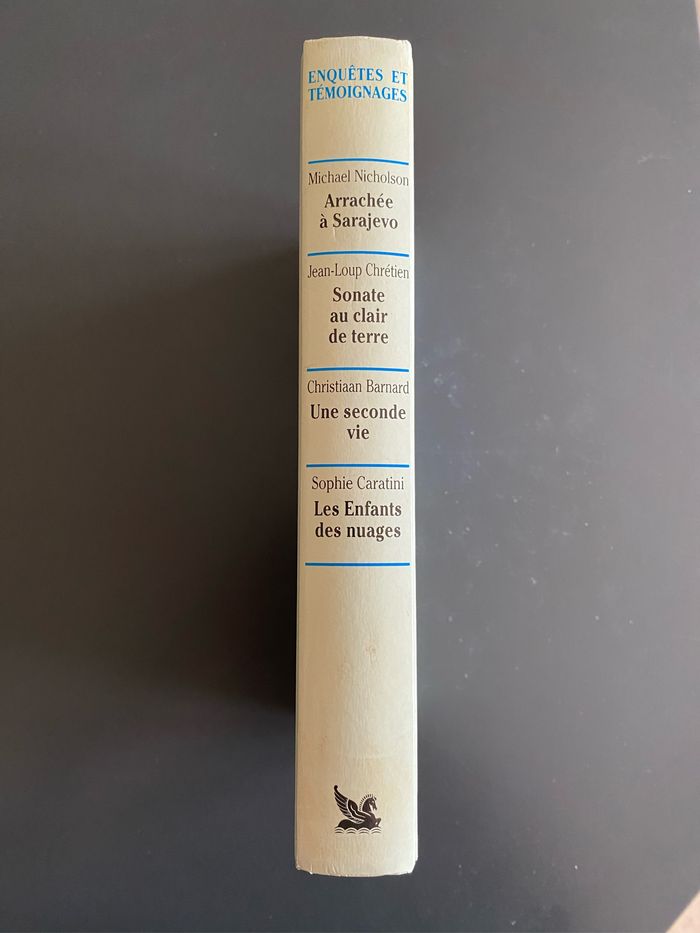 ENQUÊTES ET
TÉMOIGNAGES
Michael Nicholson
Arrachée
à Sarajevo
Jean-Loup Chrétien
Sonate
au clair
de terre
Christiaan Barnard
Une seconde
vie
Sophie Caratini
Les Enfants
des nuages